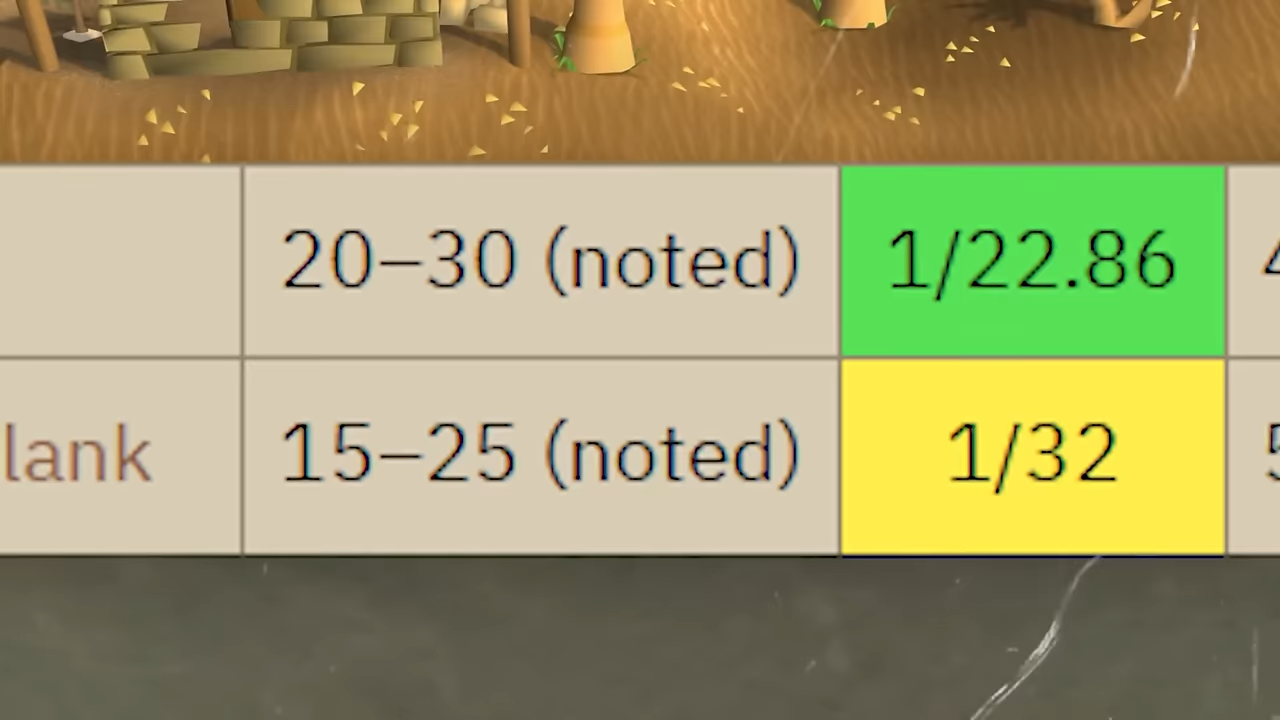 20–30 (noted) 1/22.86
lank 15–25 (noted) 1/32